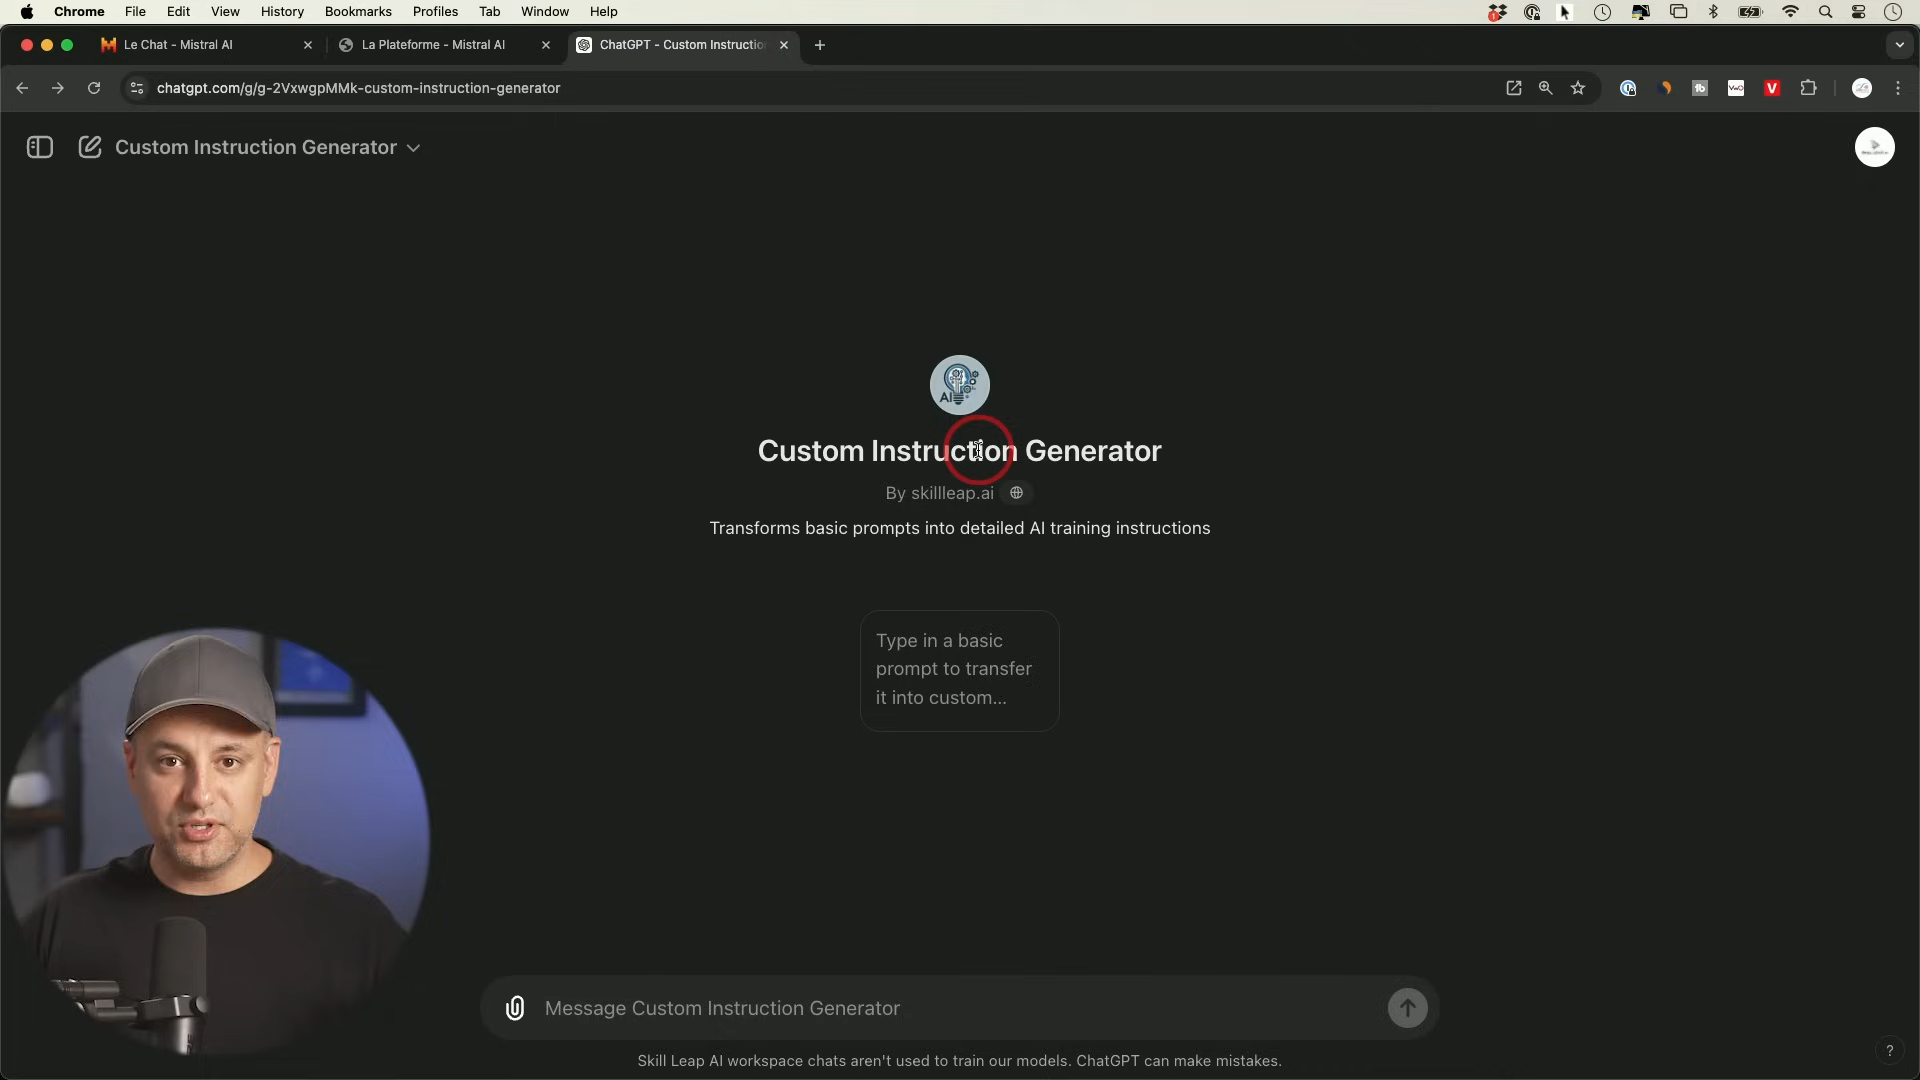 Chrome File Edit View History Bookmarks Profiles Tab Window Help
Le Chat - Mistral AI
La Plateforme - Mistral AI
ChatGPT - Custom Instructio
chatgpt.com/g/g-2VxwgpMMk-custom-instruction-generator
Custom Instruction Generator
AI
Custom Instruction Generator
By skillleap.ai
Transforms basic prompts into detailed AI training instructions
Type in a basic
prompt to transfer
it into custom...
Message Custom Instruction Generator
Skill Leap AI workspace chats aren't used to train our models. ChatGPT can make mistakes.
?